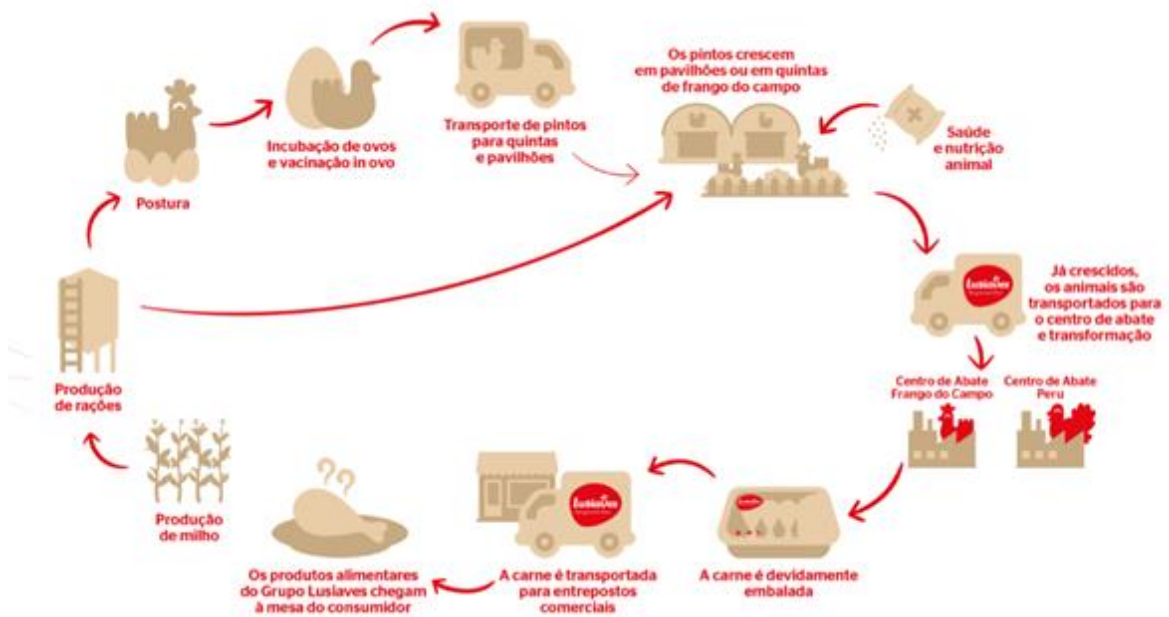 Os pintos crescem
em pavilhões ou em quintas
de frango do campo
Transporte de pintos
para quintas
e pavilhões
Saúde
e nutrição
animal
Incubação de ovos
e vacinação in ovo
Postura
Lusiaves
Já crescidos,
os animais são
transportados para
o centro de abate
e transformação
Produção
de rações
Centro de Abate
Frango do Campo
Centro de Abate
Peru
Lusiaves
Produção
de milho
Os produtos alimentares
do Grupo Lusiaves chegam
à mesa do consumidor
A carne é transportada
para entrepostos
comerciais
A carne é devidamente
embalada